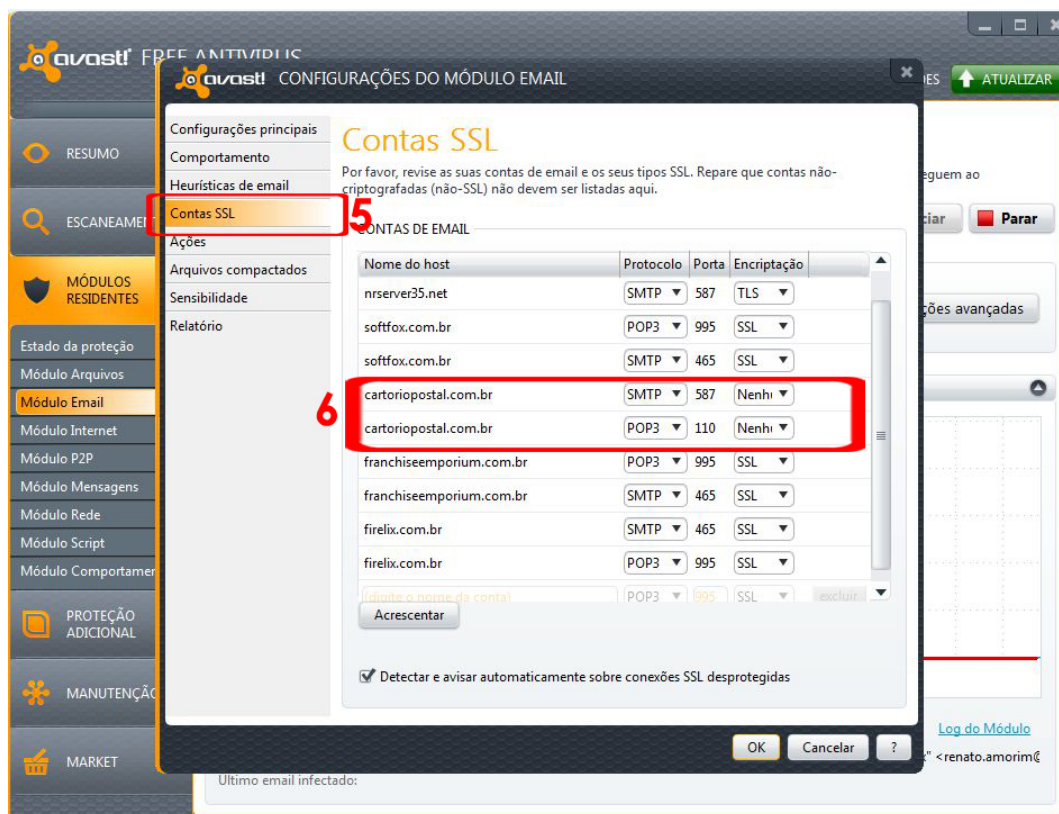 avast! FREE ANTIVIRUS
ATUALIZAR
RESUMO
MÓDULOS
RESIDENTES
Estado da proteção
Módulo Arquivos
Módulo Email
Módulo Internet
Módulo P2P
Módulo Mensagens
Módulo Rede
Módulo Script
PROTEÇÃO
ADICIONAL
MARKET
avast! CONFIGURAÇÕES DO MÓDULO EMAIL
Configurações principais
Comportamento
Heurísticas de email
Contas SSL
5
Ações
Arquivos compactados
Sensibilidade
Relatório
Contas SSL
Por favor, revise as suas contas de email e os seus tipos SSL. Repare que contas não-
criptografadas (não-SSL) não devem ser listadas aqui.
CONTAS DE EMAIL
Nome do host Protocolo Porta Encriptação
nrserver35.net SMTP 587 TLS
softfox.com.br POP3 995 SSL
softfox.com.br SMTP 465 SSL
6
cartoriopostal.com.br SMTP 587 Nenh
cartoriopostal.com.br POP3 110 Nenh
franchiseemporium.com.br POP3 995 SSL
franchiseemporium.com.br SMTP 465 SSL
firelix.com.br SMTP 465 SSL
firelix.com.br POP3 995 SSL
(digite o nome da conta) POP3 995 SSL excluir
Acrescentar
Detectar e avisar automaticamente sobre conexões SSL desprotegidas
OK Cancelar ?
Parar
avançadas
Log do Módulo
<renato.amorim@
Último email infectado: